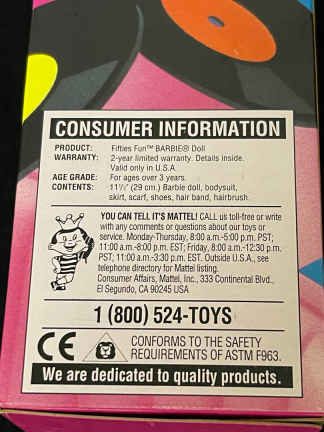 CONSUMER INFORMATION
PRODUCT: Fifties Fun™ BARBIE® Doll
WARRANTY: 2-year limited warranty. Details inside.
Valid only in U.S.A.
AGE GRADE: For ages over 3 years.
CONTENTS: 11½" (29 cm.) Barbie doll, bodysuit,
skirt, scarf, shoes, hair band, hairbrush.
YOU CAN TELL IT'S MATTEL! CALL us toll-free or write
with any comments or questions about our toys or
service. Monday-Thursday, 8:00 a.m.-5:00 p.m. PST;
11:00 a.m.-8:00 p.m. EST; Friday, 8:00 a.m.-12:30 p.m.
PST; 11:00 a.m.-3:30 p.m. EST. Outside U.S.A., see
telephone directory for Mattel listing.
Consumer Affairs, Mattel, Inc., 333 Continental Blvd.,
El Segundo, CA 90245 USA
1 (800) 524-TOYS
CE
CONFORMS TO THE SAFETY
REQUIREMENTS OF ASTM F963.
We are dedicated to quality products.